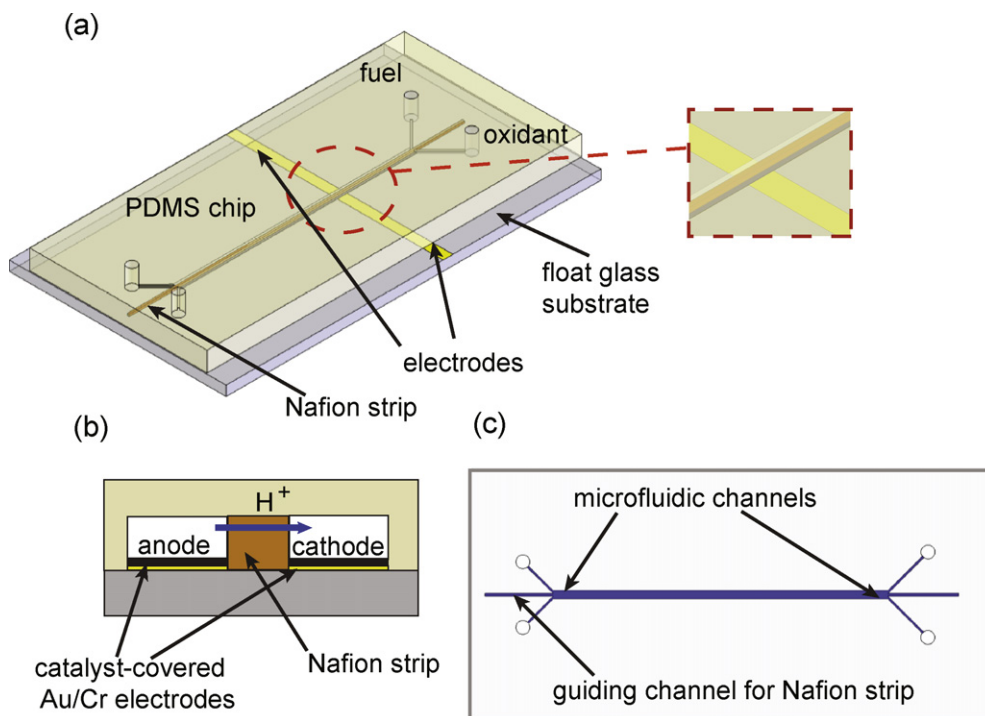 (a)
fuel
oxidant
PDMS chip
float glass
substrate
electrodes
Nafion strip
(b)
H+
anode
cathode
catalyst-covered
Au/Cr electrodes
Nafion strip
(c)
microfluidic channels
guiding channel for Nafion strip